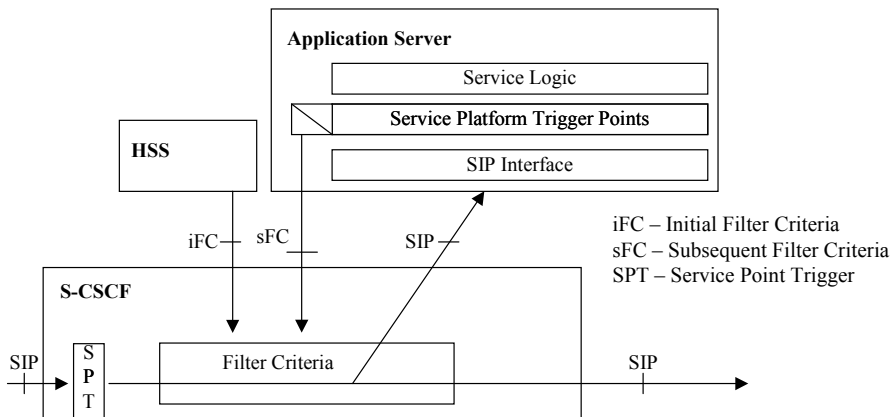 Application Server
Service Logic
Service Platform Trigger Points
HSS
SIP Interface
iFC
sFC
SIP
iFC – Initial Filter Criteria
sFC – Subsequent Filter Criteria
SPT – Service Point Trigger
S-CSCF
SIP
S
P
T
Filter Criteria
SIP